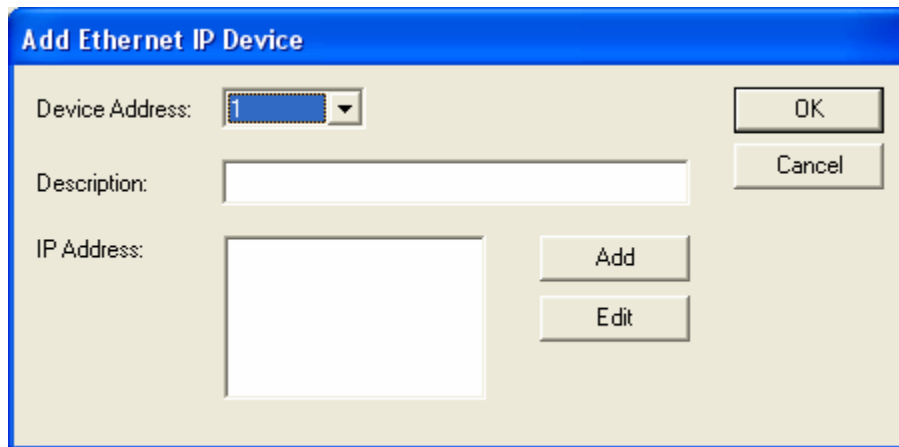 Add Ethernet IP Device
Device Address: 1 OK
Description: Cancel
IP Address: Add
Edit